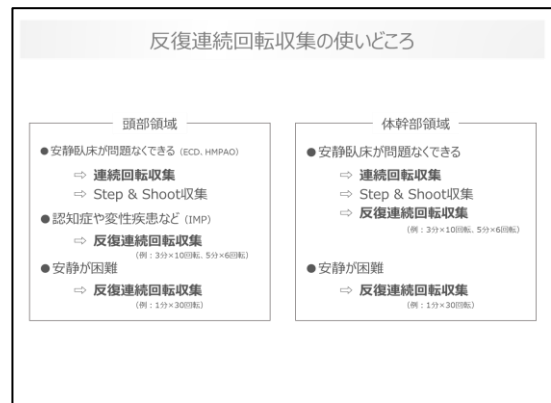 反復連続回転収集の使いどころ
頭部領域
●安静臥床が問題なくできる (ECD. HMPAO)
⇨ 連続回転収集
⇨ Step & Shoot収集
●認知症や変性疾患など (IMP)
⇨ 反復連続回転収集
(例：3分×10回転、5分×6回転)
●安静が困難
⇨ 反復連続回転収集
(例：1分×30回転)
体幹部領域
●安静臥床が問題なくできる
⇨ 連続回転収集
⇨ Step & Shoot収集
⇨ 反復連続回転収集
(例：3分×10回転、5分×6回転)
●安静が困難
⇨ 反復連続回転収集
(例：1分×30回転)